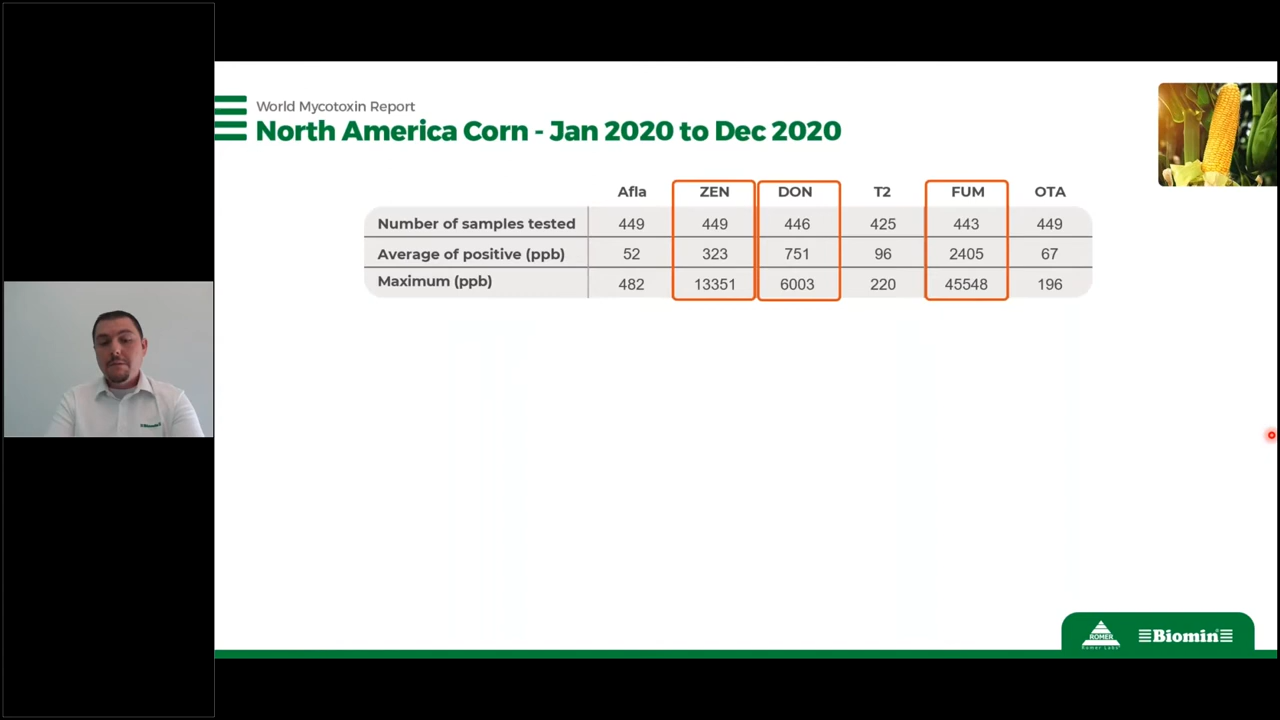 World Mycotoxin Report
North America Corn - Jan 2020 to Dec 2020
Afla ZEN DON T2 FUM OTA
Number of samples tested 449 449 446 425 443 449
Average of positive (ppb) 52 323 751 96 2405 67
Maximum (ppb) 482 13351 6003 220 45548 196
Biomin
ROMER
Romer Labs
Biomin